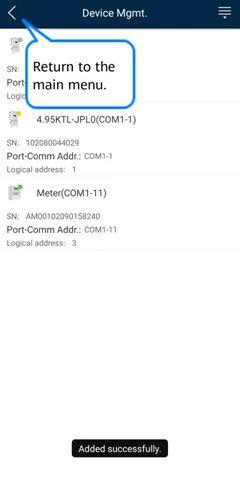 Device Mgmt.
Return to the
main menu.
SN:
Port-
Logical
4.95KTL-JPL0(COM1-1)
SN: 102080044029
Port-Comm Addr.: COM1-1
Logical address: 1
Meter(COM1-11)
SN: AM00102090158240
Port-Comm Addr.: COM1-11
Logical address: 3
Added successfully.